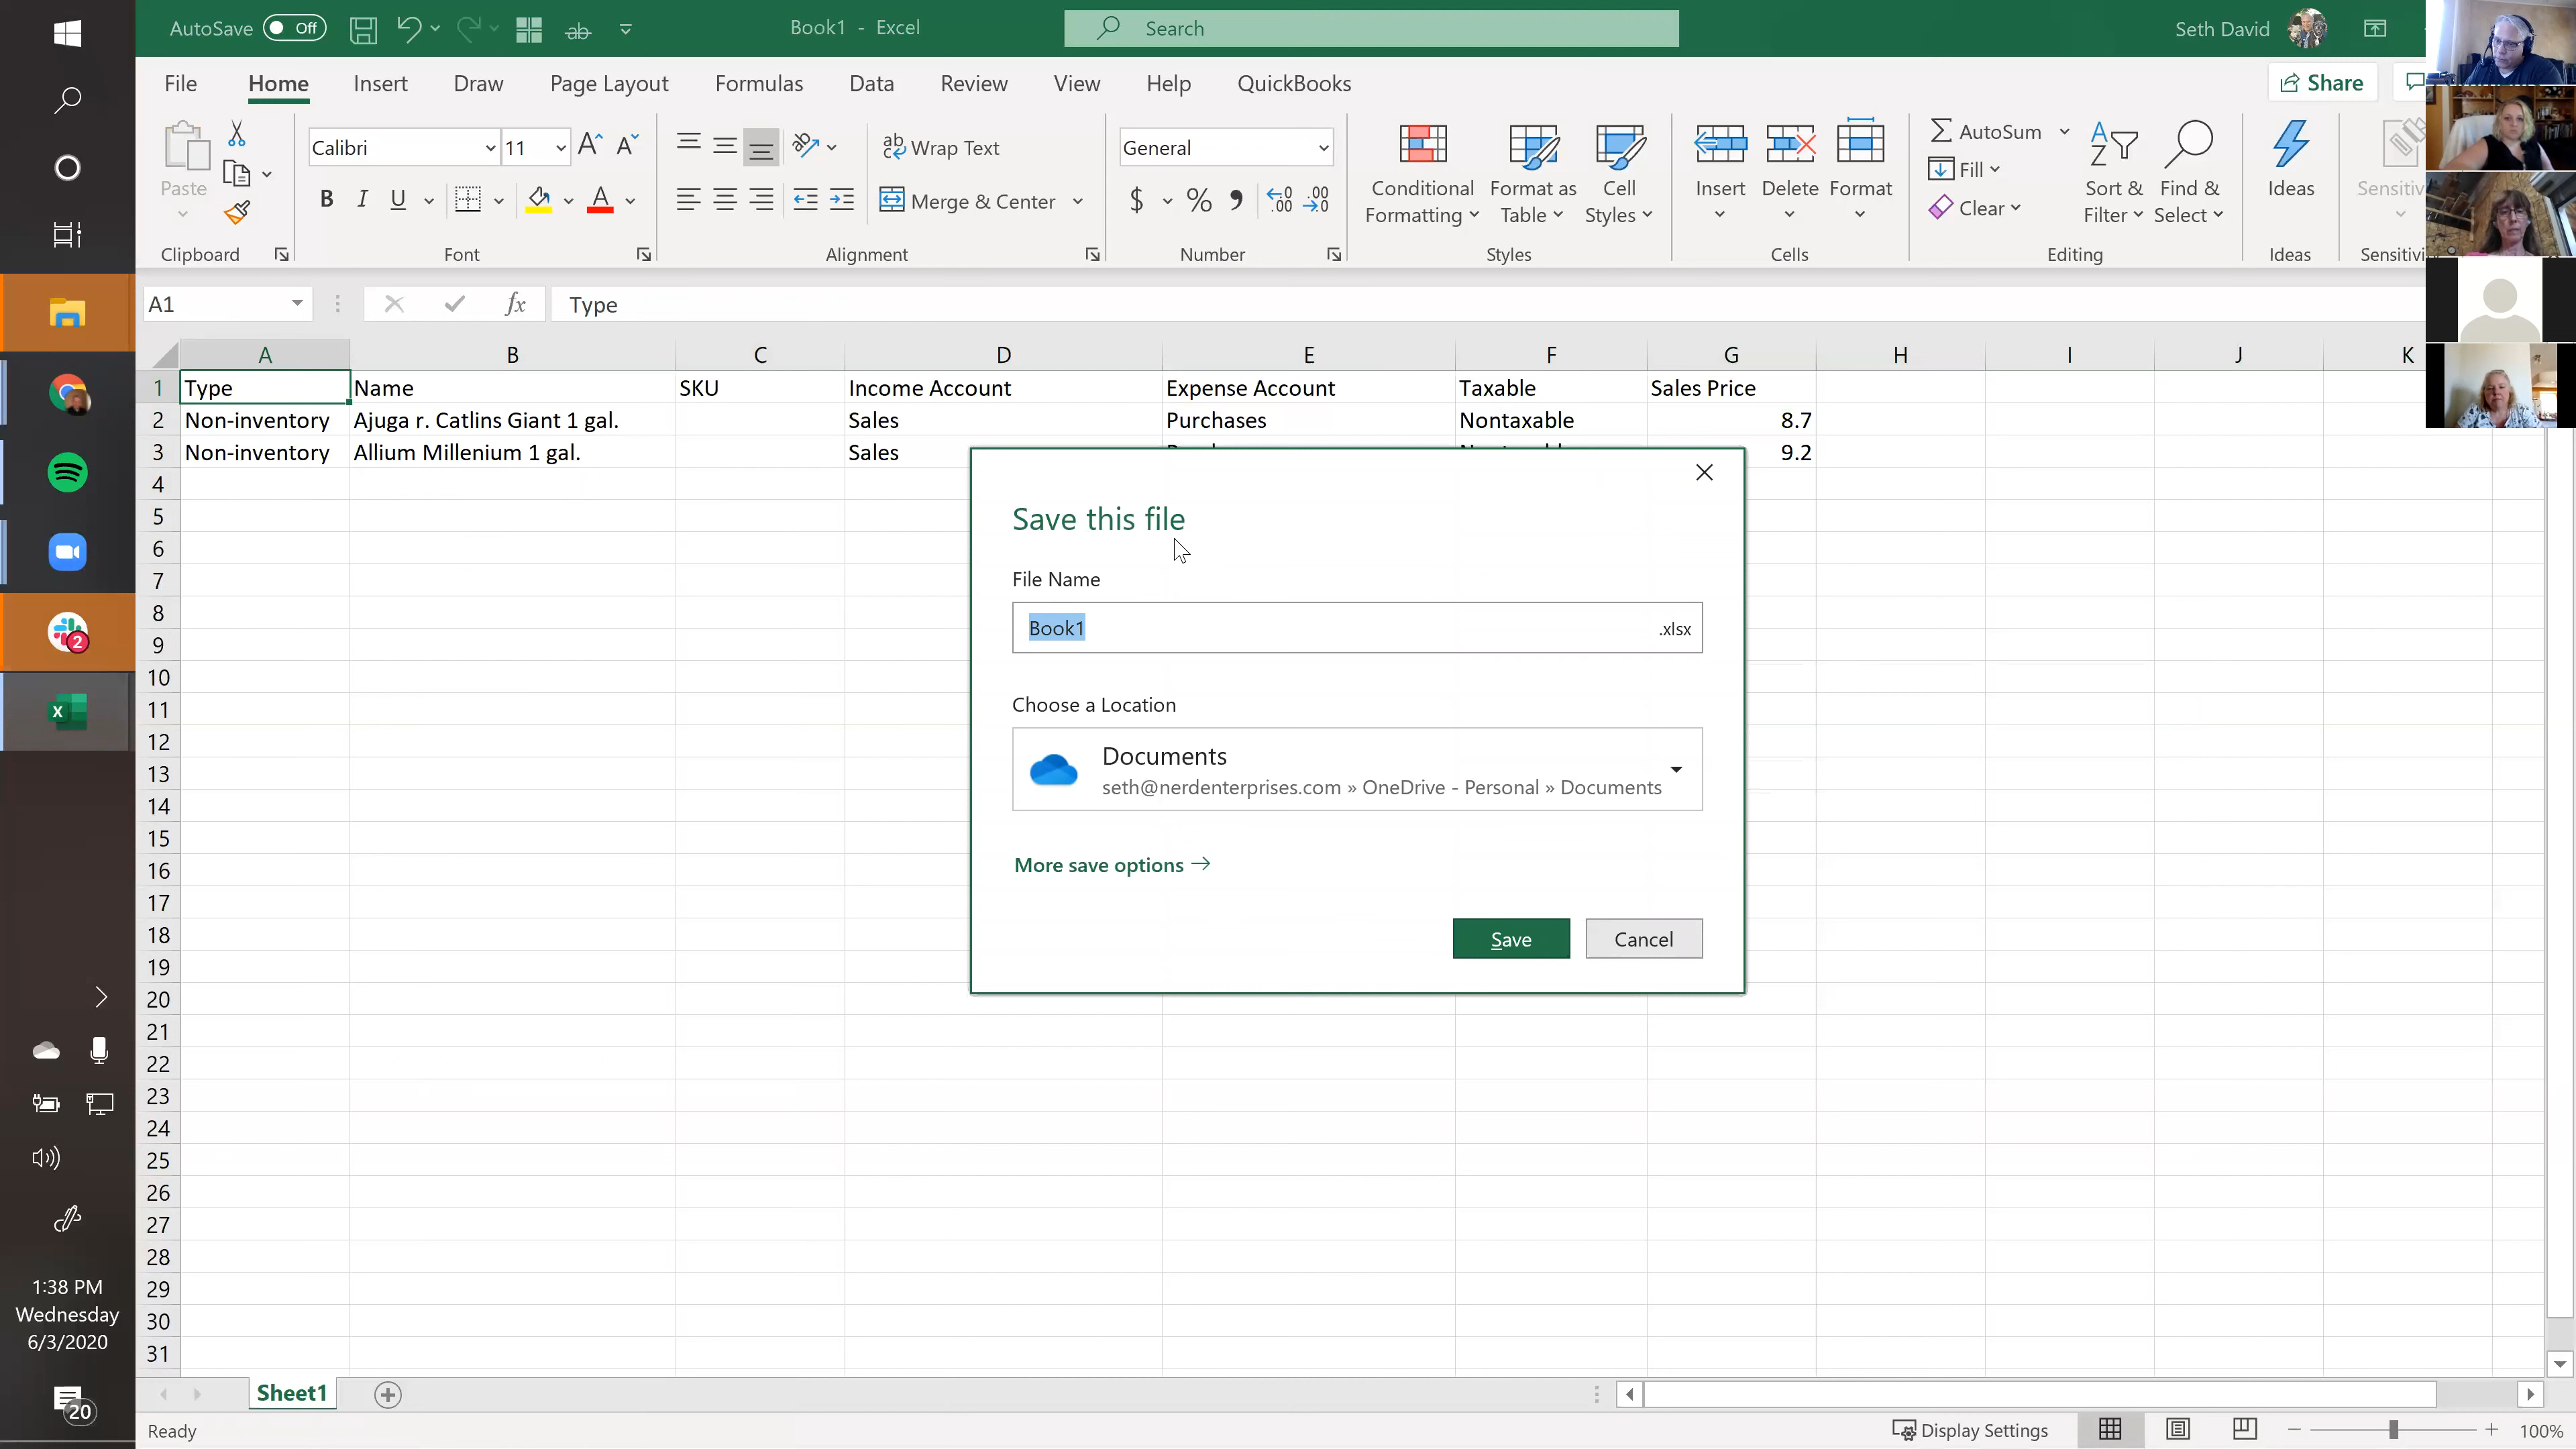 AutoSave Off
Book1 - Excel
Search
Seth David
File Home Insert Draw Page Layout Formulas Data Review View Help QuickBooks
Share
Paste
Clipboard
Calibri 11
B I U
Font
Wrap Text
Merge & Center
Alignment
General
$ % ,
Number
Conditional Formatting
Format as Table
Cell Styles
Styles
Insert
Delete
Format
Cells
AutoSum
Fill
Clear
Sort & Filter
Find & Select
Editing
Ideas
Ideas
Sensitiv
Sensitivi
A1
fx
Type
A B C D E F G H I J K
1 Type Name SKU Income Account Expense Account Taxable Sales Price
2 Non-inventory Ajuga r. Catlins Giant 1 gal. Sales Purchases Nontaxable 8.7
3 Non-inventory Allium Millenium 1 gal. Sales 9.2
4
5
6
7
8
9
10
11
12
13
14
15
16
17
18
19
20
21
22
23
24
25
26
27
28
29
30
31
Save this file
File Name
Book1 .xlsx
Choose a Location
Documents
seth@nerdenterprises.com » OneDrive - Personal » Documents
More save options
Save
Cancel
2
1:38 PM
Wednesday
6/3/2020
20
Sheet1
Ready
Display Settings
100%